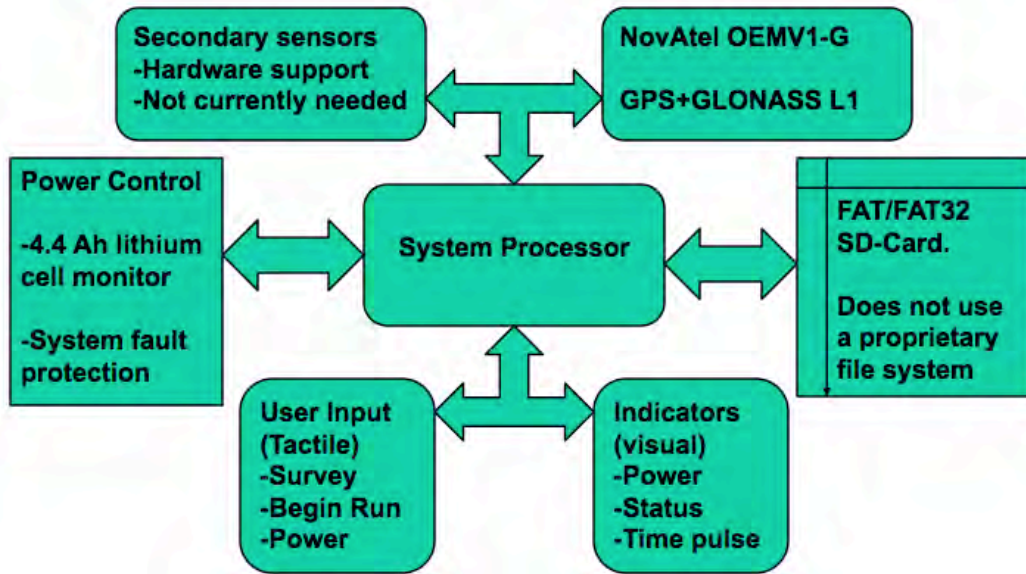 Secondary sensors
-Hardware support
-Not currently needed
NovAtel OEMV1-G
GPS+GLONASS L1
Power Control
-4.4 Ah lithium
cell monitor
-System fault
protection
System Processor
FAT/FAT32
SD-Card.
Does not use
a proprietary
file system
User Input
(Tactile)
-Survey
-Begin Run
-Power
Indicators
(visual)
-Power
-Status
-Time pulse